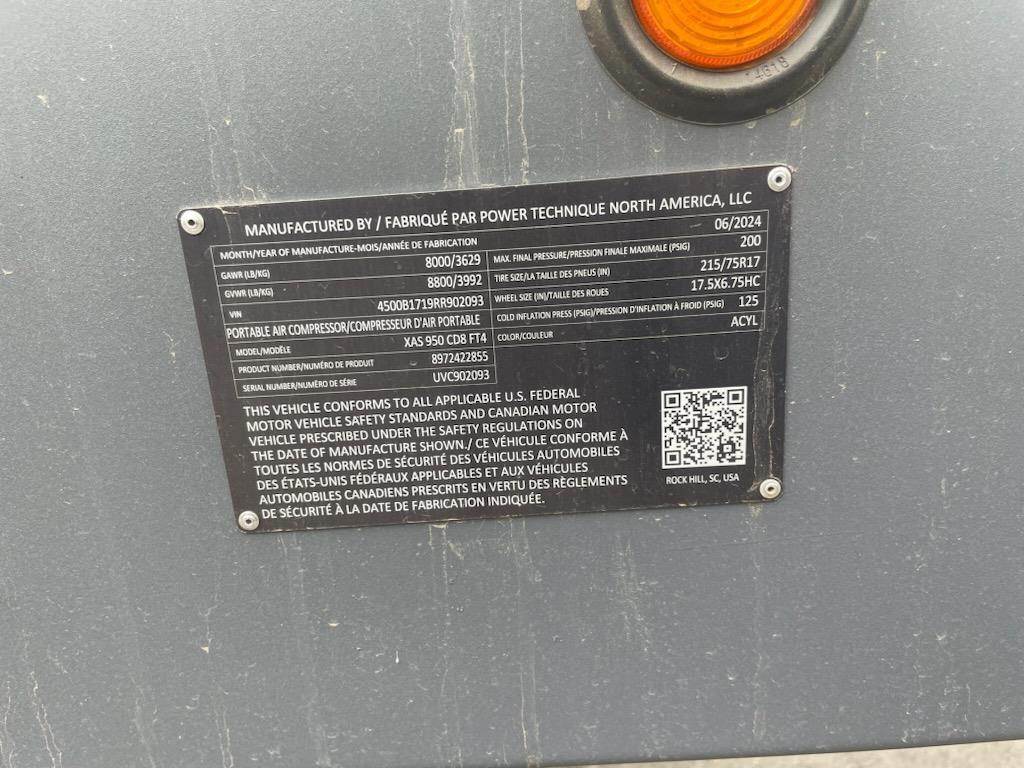 14G18
MANUFACTURED BY / FABRIQUÉ PAR POWER TECHNIQUE NORTH AMERICA, LLC
MONTH/YEAR OF MANUFACTURE-MOIS/ANNÉE DE FABRICATION 06/2024
GAWR (LB/KG) 8000/3629
GVWR (LB/KG) 8800/3992
VIN 4500B1719RR902093
PORTABLE AIR COMPRESSOR/COMPRESSEUR D'AIR PORTABLE
MODEL/MODÈLE XAS 950 CD8 FT4
PRODUCT NUMBER/NUMÉRO DE PRODUIT 8972422855
SERIAL NUMBER/NUMÉRO DE SÉRIE UVC902093
MAX. FINAL PRESSURE/PRESSION FINALE MAXIMALE (PSIG) 200
TIRE SIZE/LA TAILLE DES PNEUS (IN) 215/75R17
WHEEL SIZE (IN)/TAILLE DES ROUES 17.5X6.75HC
COLD INFLATION PRESS (PSIG)/PRESSION D'INFLATION À FROID (PSIG) 125
COLOR/COULEUR ACYL
THIS VEHICLE CONFORMS TO ALL APPLICABLE U.S. FEDERAL
MOTOR VEHICLE SAFETY STANDARDS AND CANADIAN MOTOR
VEHICLE PRESCRIBED UNDER THE SAFETY REGULATIONS ON
THE DATE OF MANUFACTURE SHOWN./ CE VÉHICULE CONFORME À
TOUTES LES NORMES DE SÉCURITÉ DES VÉHICULES AUTOMOBILES
DES ÉTATS-UNIS FÉDÉRAUX APPLICABLES ET AUX VÉHICULES
AUTOMOBILES CANADIENS PRESCRITS EN VERTU DES RÈGLEMENTS
DE SÉCURITÉ À LA DATE DE FABRICATION INDIQUÉE.
ROCK HILL, SC, USA